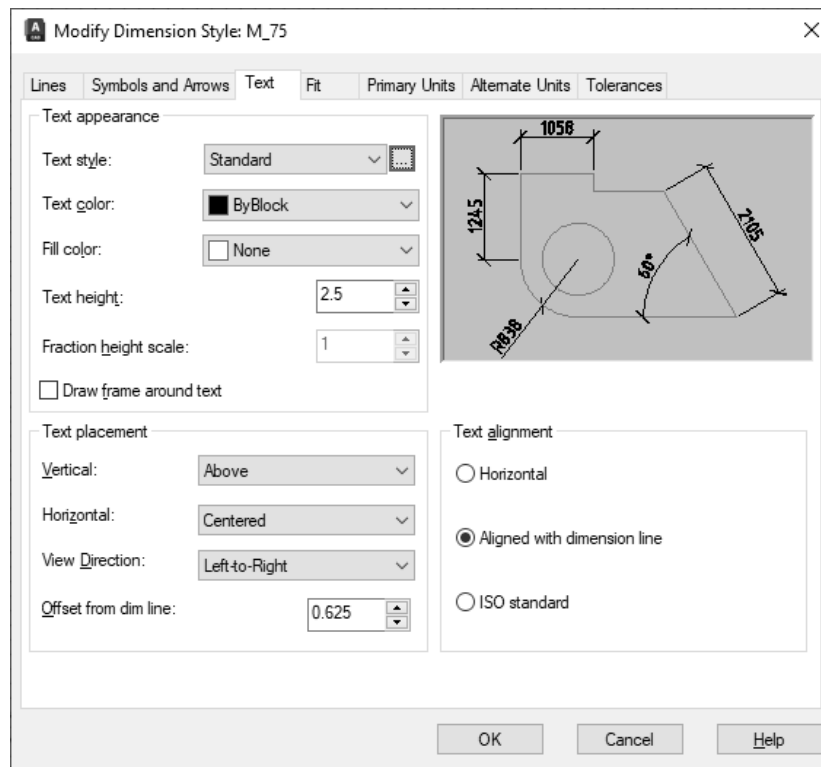 Modify Dimension Style: M_75
Lines Symbols and Arrows Text Fit Primary Units Alternate Units Tolerances
Text appearance
Text style: Standard ...
Text color: ByBlock
Fill color: None
Text height: 2.5
Fraction height scale: 1
Draw frame around text
1058
1245
2105
60°
R838
Text placement
Vertical: Above
Horizontal: Centered
View Direction: Left-to-Right
Offset from dim line: 0.625
Text alignment
Horizontal
Aligned with dimension line
ISO standard
OK Cancel Help